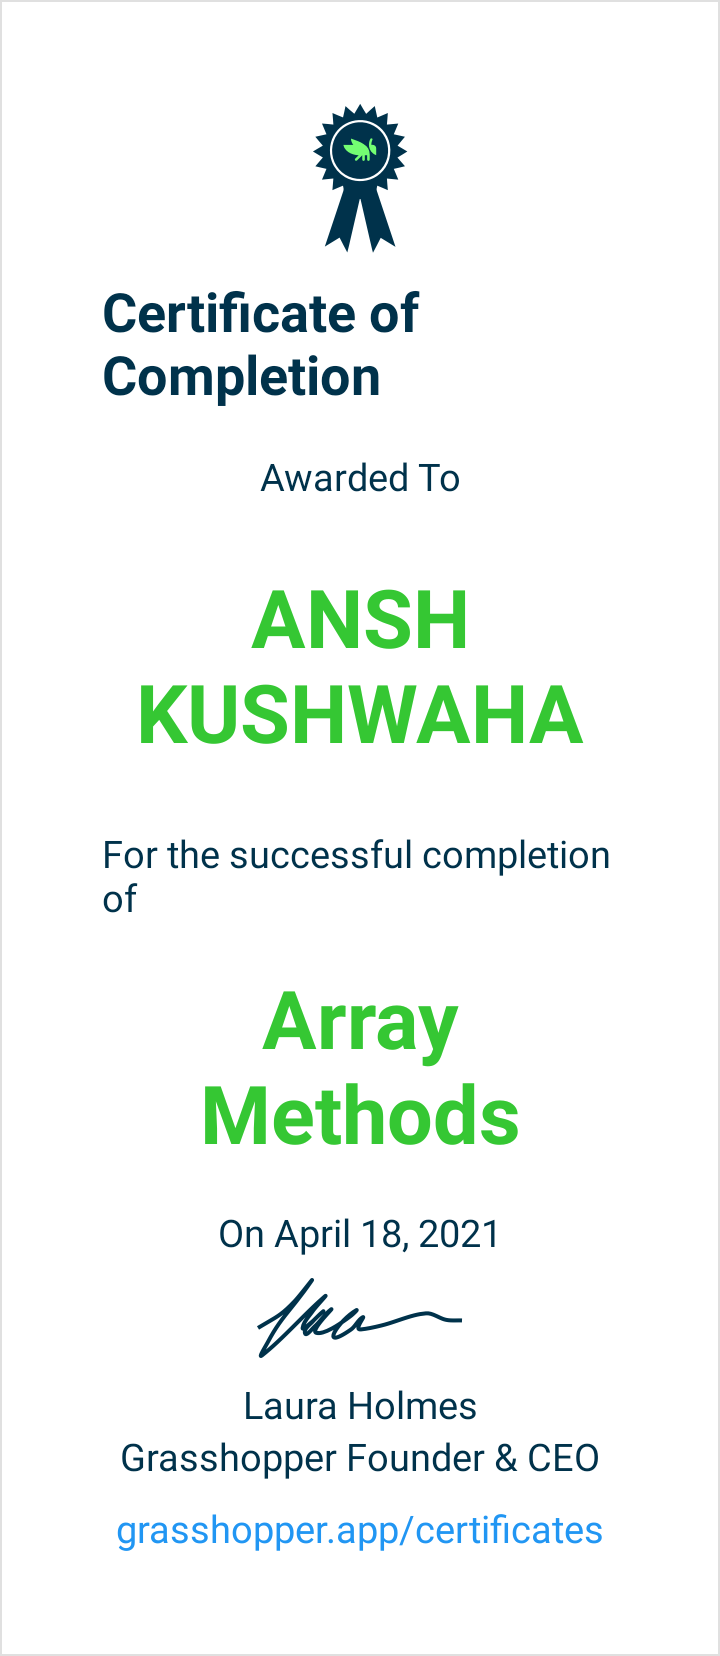 Certificate of
Completion
Awarded To
ANSH
KUSHWAHA
For the successful completion
of
Array
Methods
On April 18, 2021
Laura Holmes
Grasshopper Founder & CEO
grasshopper.app/certificates